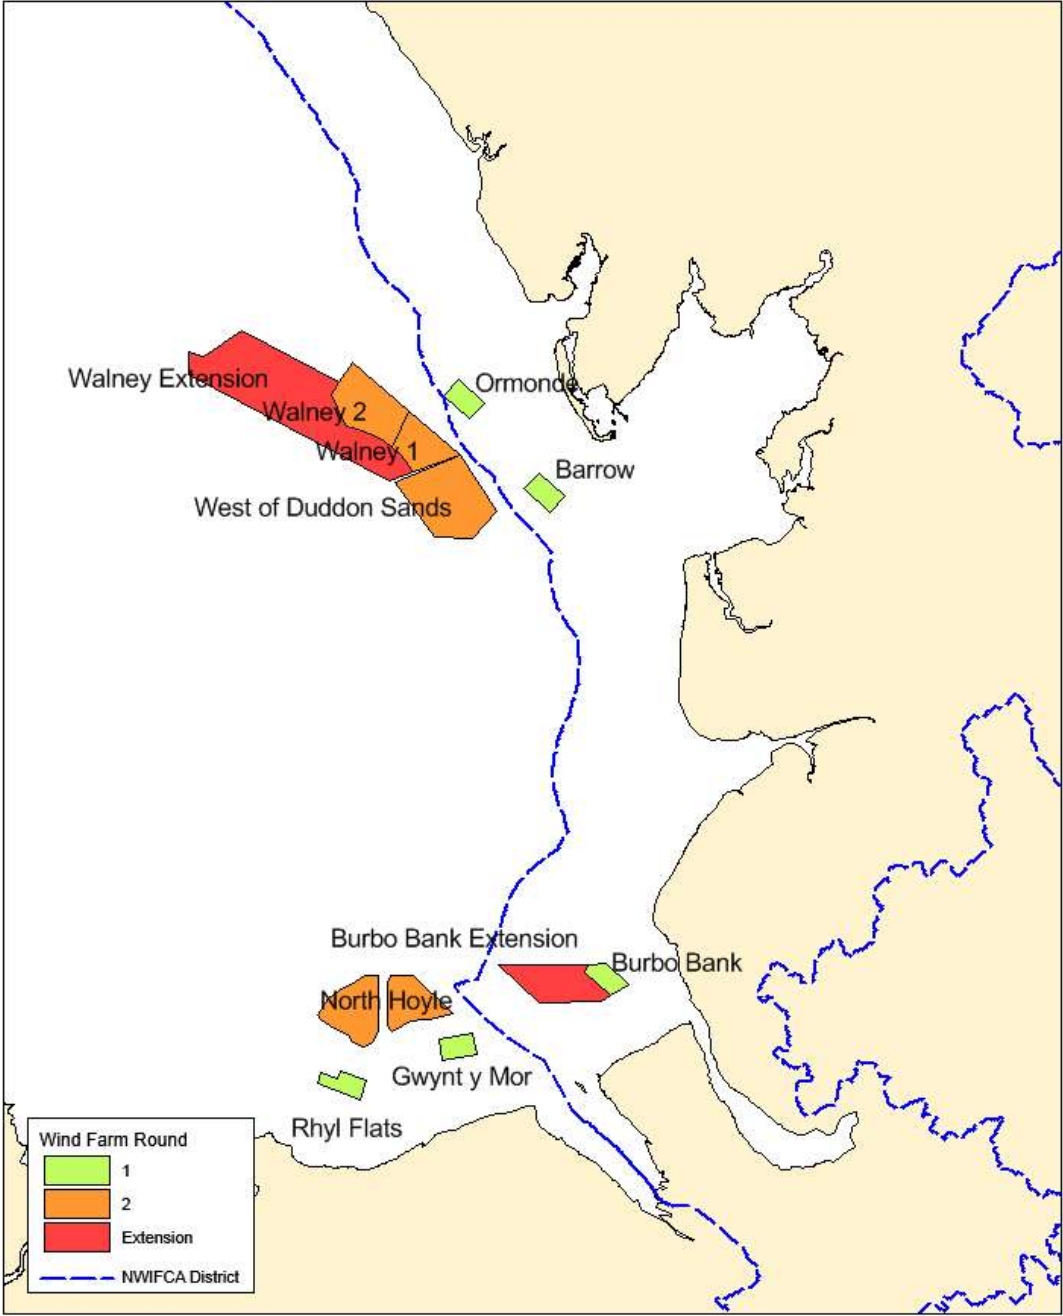 Walney Extension
Ormonde
Walney 2
Walney 1
Barrow
West of Duddon Sands
Burbo Bank Extension
Burbo Bank
North Hoyle
Gwynt y Mor
Rhyl Flats
Wind Farm Round
1
2
Extension
NWIFCA District